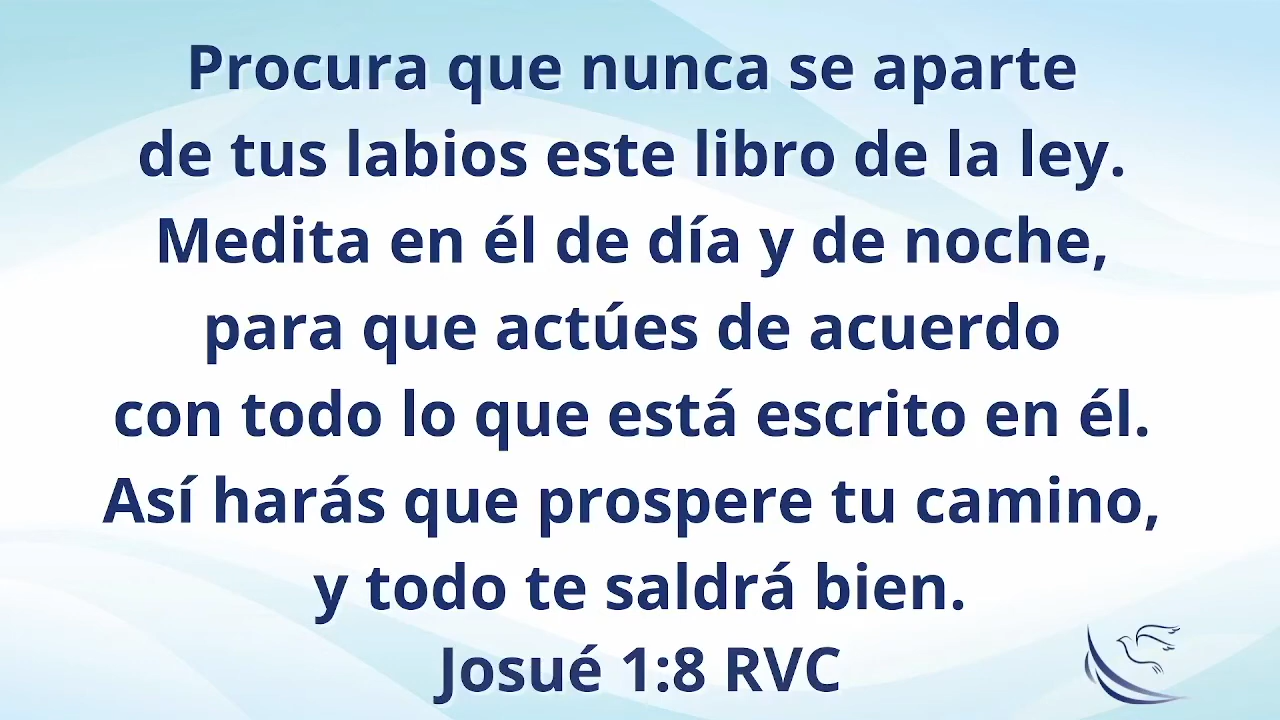 Procura que nunca se aparte
de tus labios este libro de la ley.
Medita en él de día y de noche,
para que actúes de acuerdo
con todo lo que está escrito en él.
Así harás que prospere tu camino,
y todo te saldrá bien.
Josué 1:8 RVC